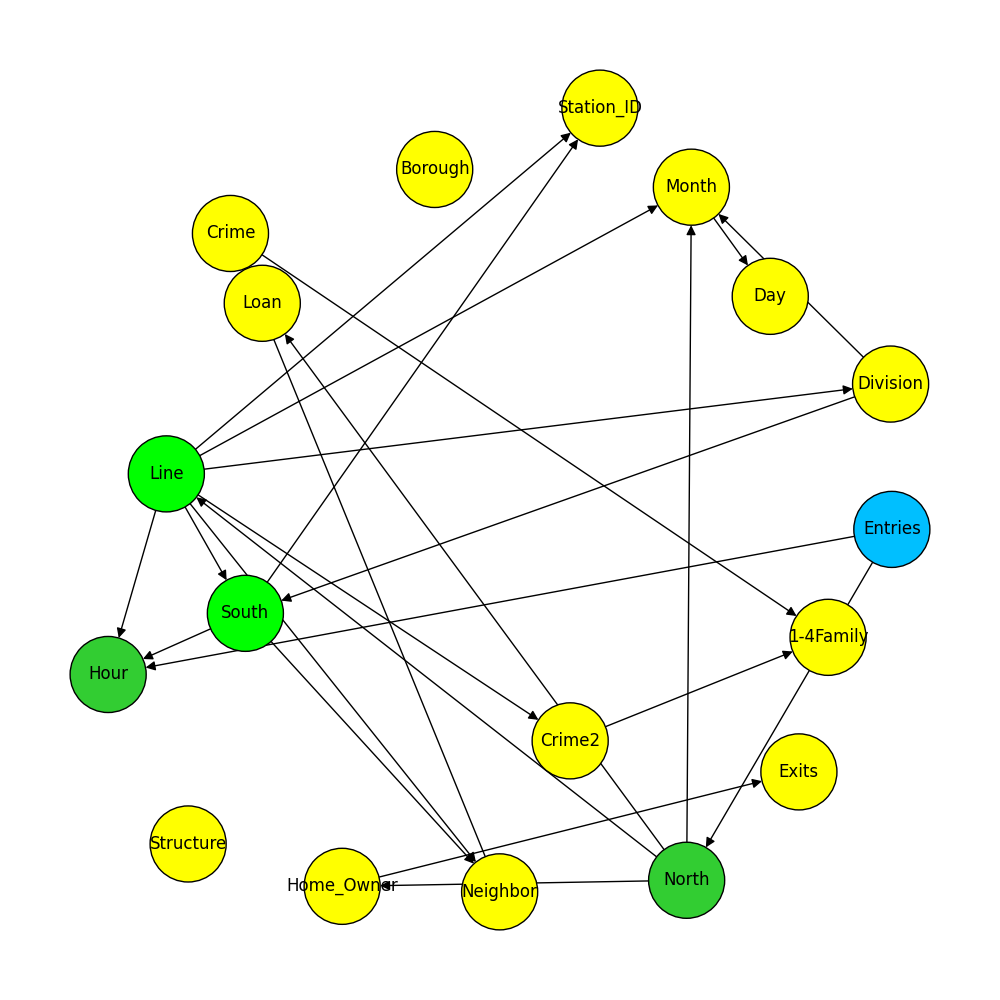 Station_ID
Borough
Month
Crime
Day
Loan
Division
Line
Entries
South
1-4Family
Hour
Crime2
Exits
Structure
North
Home_Owner
Neighbor